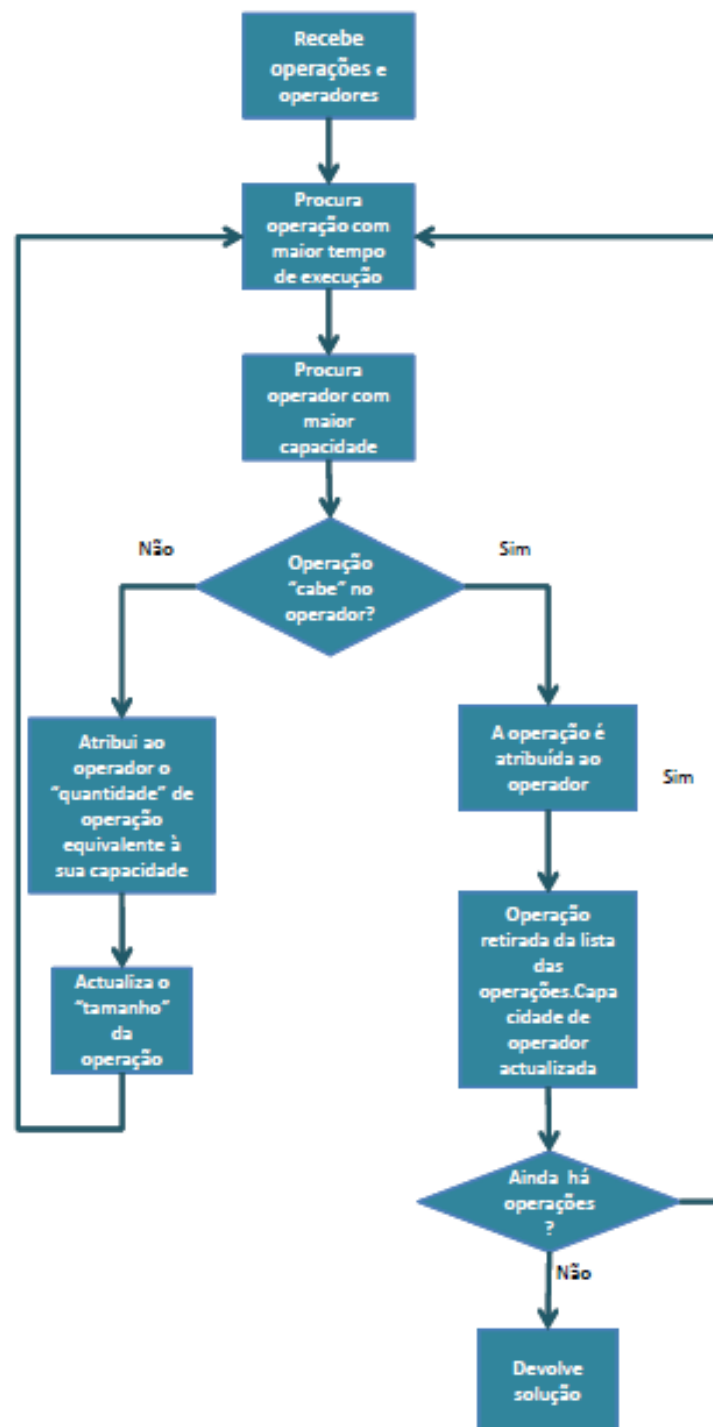 Recebe
operações e
operadores
Procura
operação com
maior tempo
de execução
Procura
operador com
maior
capacidade
Não
Sim
Operação
“cabe” no
operador?
Atribui ao
operador o
“quantidade” de
operação
equivalente à
sua capacidade
A operação é
atribuída ao
operador
Sim
Operação
retirada da lista
das
operações.Capa
cidade de
operador
actualizada
Actualiza o
“tamanho”
da
operação
Ainda há
operações
?
Não
Devolve
solução